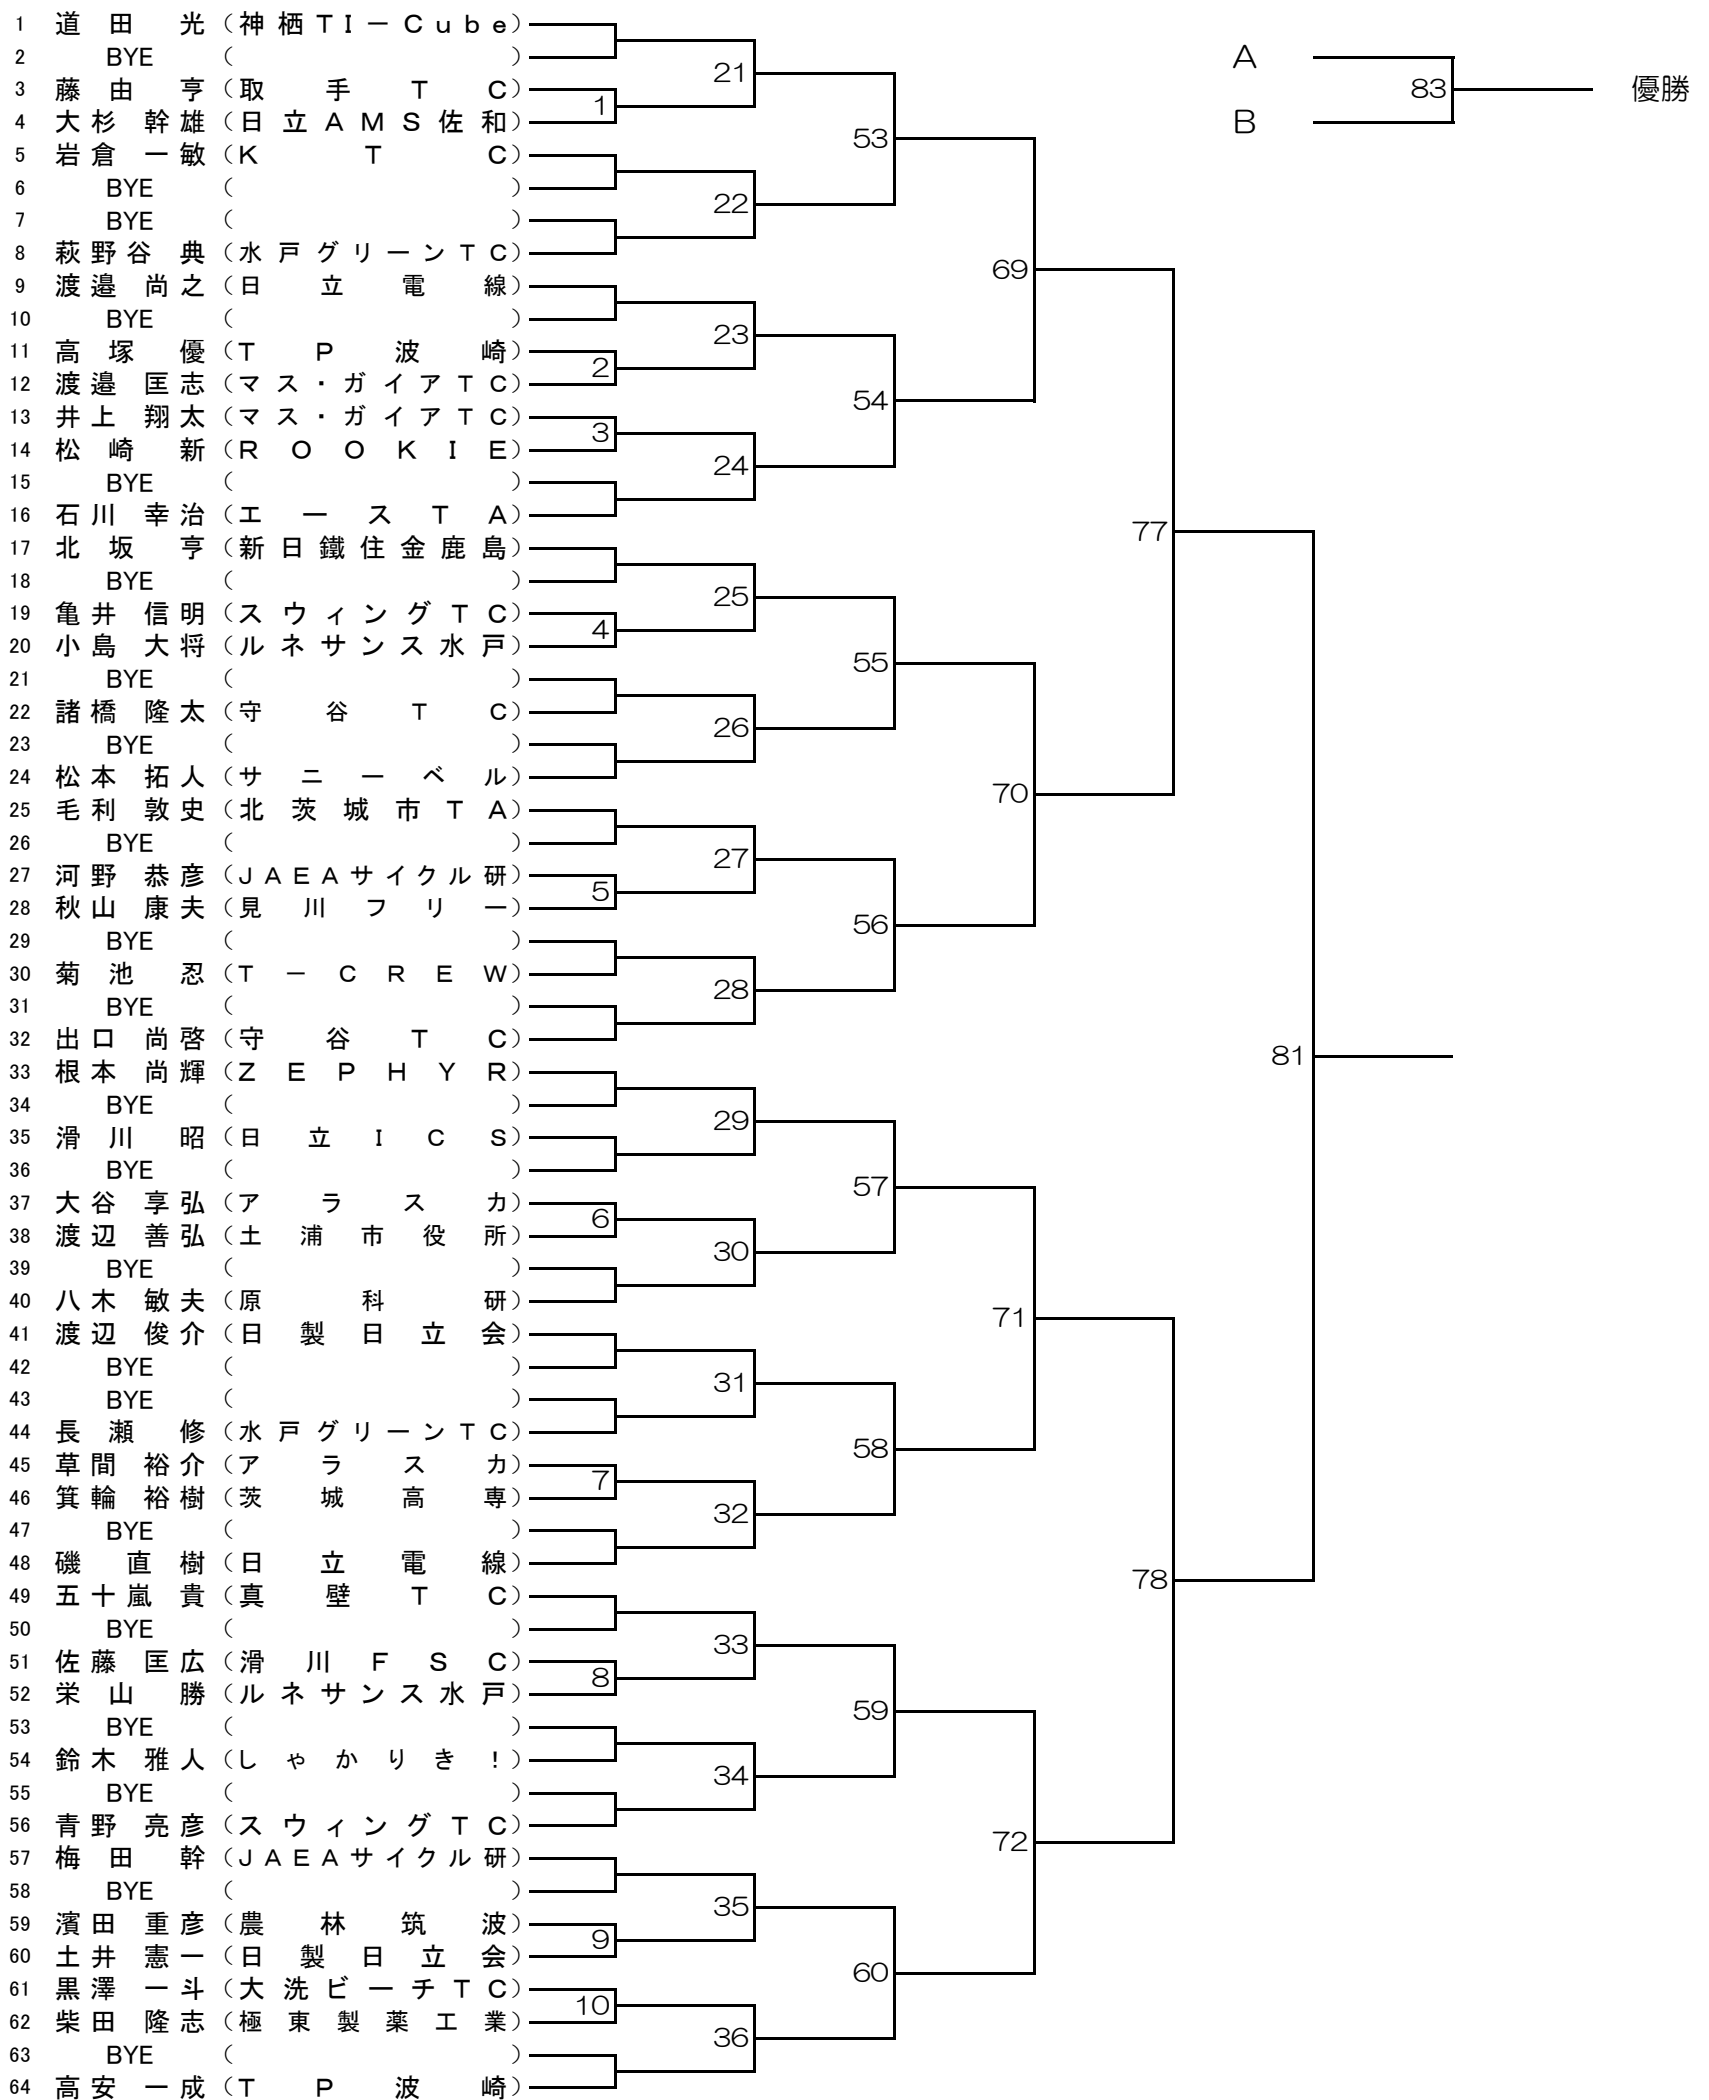 1 道田 光 (神栖TI－Cube)
2 BYE ( )
3 藤由 亨 (取手TC)
4 大杉 幹雄 (日立AMS佐和)
5 岩倉 一敏 (KTC)
6 BYE ( )
7 BYE ( )
8 萩野谷 典 (水戸グリーンTC)
9 渡邉 尚之 (日立電線)
10 BYE ( )
11 高塚 優 (TP波崎)
12 渡邉 匡志 (マス・ガイアTC)
13 井上 翔太 (マス・ガイアTC)
14 松崎 新 (ROOKIE)
15 BYE ( )
16 石川 幸治 (エースTA)
17 北坂 亨 (新日鐵住金鹿島)
18 BYE ( )
19 亀井 信明 (スウィングTC)
20 小島 大将 (ルネサンス水戸)
21 BYE ( )
22 諸橋 隆太 (守谷TC)
23 BYE ( )
24 松本 拓人 (サニーベル)
25 毛利 敦史 (北茨城市TA)
26 BYE ( )
27 河野 恭彦 (JAEAサイクル研)
28 秋山 康夫 (見川フリー)
29 BYE ( )
30 菊池 忍 (T－CREW)
31 BYE ( )
32 出口 尚啓 (守谷TC)
33 根本 尚輝 (ZEPHYR)
34 BYE ( )
35 滑川 昭 (日立ICS)
36 BYE ( )
37 大谷 享弘 (アラスカ)
38 渡辺 善弘 (土浦市役所)
39 BYE ( )
40 八木 敏夫 (原科研)
41 渡辺 俊介 (日製日立会)
42 BYE ( )
43 BYE ( )
44 長瀬 修 (水戸グリーンTC)
45 草間 裕介 (アラスカ)
46 箕輪 裕樹 (茨城高専)
47 BYE ( )
48 磯 直樹 (日立電線)
49 五十嵐 貴 (真壁TC)
50 BYE ( )
51 佐藤 匡広 (滑川FSC)
52 栄山 勝 (ルネサンス水戸)
53 BYE ( )
54 鈴木 雅人 (しゃかりき!)
55 BYE ( )
56 青野 亮彦 (スウィングTC)
57 梅田 幹 (JAEAサイクル研)
58 BYE ( )
59 濱田 重彦 (農林筑波)
60 土井 憲一 (日製日立会)
61 黒澤 一斗 (大洗ビーチTC)
62 柴田 隆志 (極東製薬工業)
63 BYE ( )
64 高安 一成 (TP波崎)
1
2
3
4
5
6
7
8
9
10
21
22
23
24
25
26
27
28
29
30
31
32
33
34
35
36
53
54
55
56
57
58
59
60
69
70
71
72
77
78
81
A
B
83
優勝